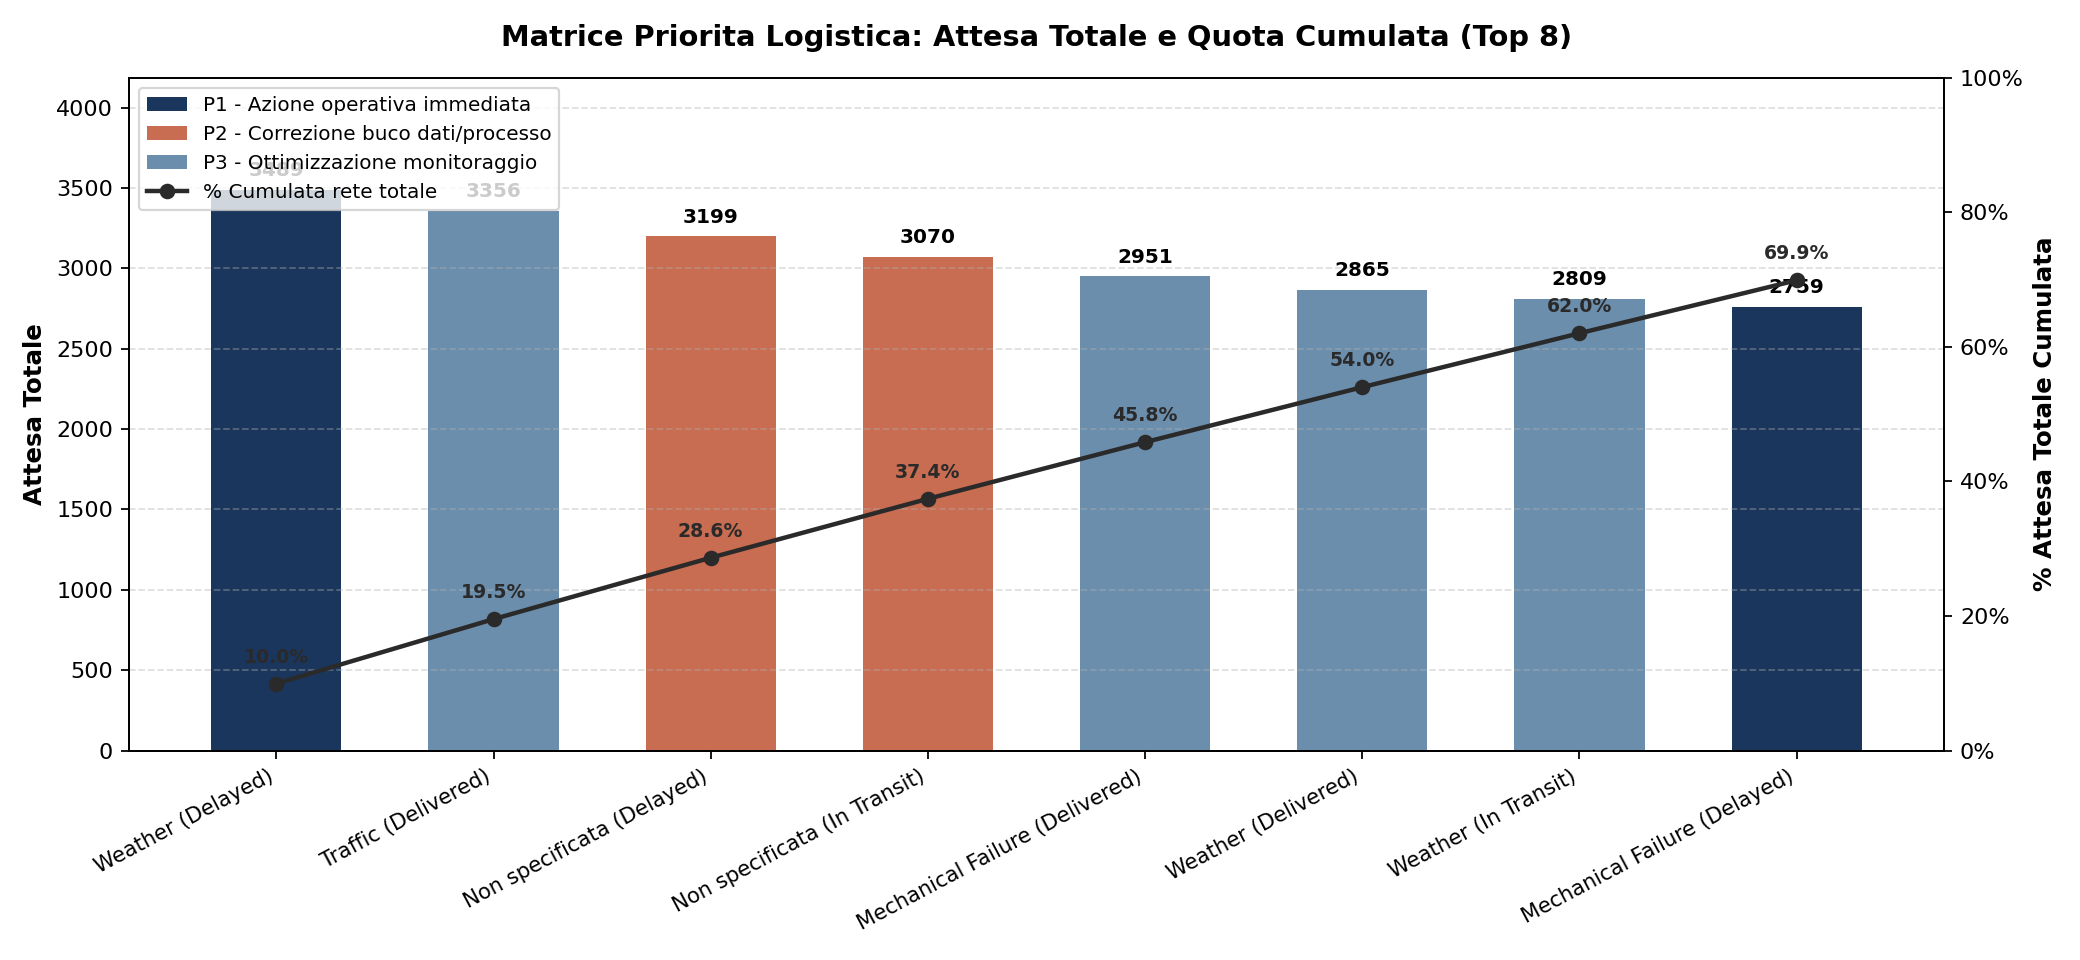 Matrice Priorita Logistica: Attesa Totale e Quota Cumulata (Top 8)
P1 - Azione operativa immediata
P2 - Correzione buco dati/processo
P3 - Ottimizzazione monitoraggio
% Cumulata rete totale
Attesa Totale
4000
3500
3000
2500
2000
1500
1000
500
0
3489
3356
3199
3070
2951
2865
2809
2759
10.0%
19.5%
28.6%
37.4%
45.8%
54.0%
62.0%
69.9%
100%
80%
60%
40%
20%
0%
% Attesa Totale Cumulata
Weather (Delayed)
Traffic (Delivered)
Non specificata (Delayed)
Non specificata (In Transit)
Mechanical Failure (Delivered)
Weather (Delivered)
Weather (In Transit)
Mechanical Failure (Delayed)